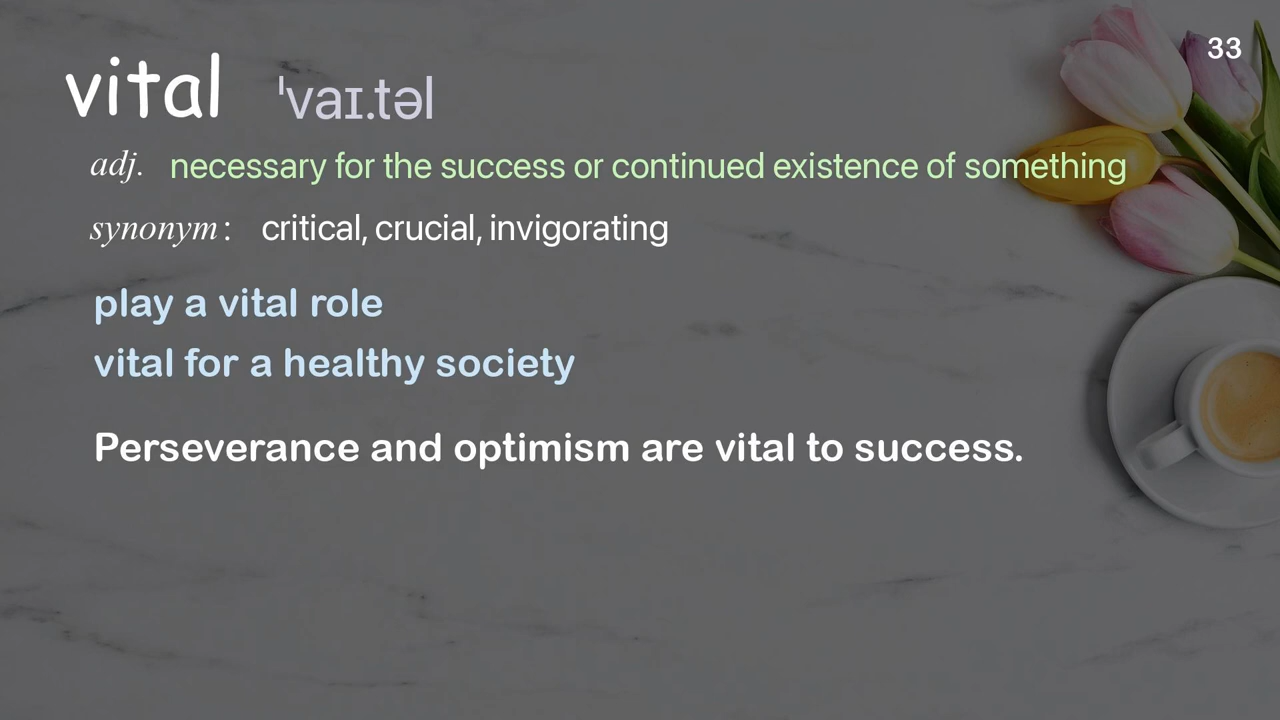 33
vital ˈvaɪ.təl
adj. necessary for the success or continued existence of something
synonym: critical, crucial, invigorating
play a vital role
vital for a healthy society
Perseverance and optimism are vital to success.